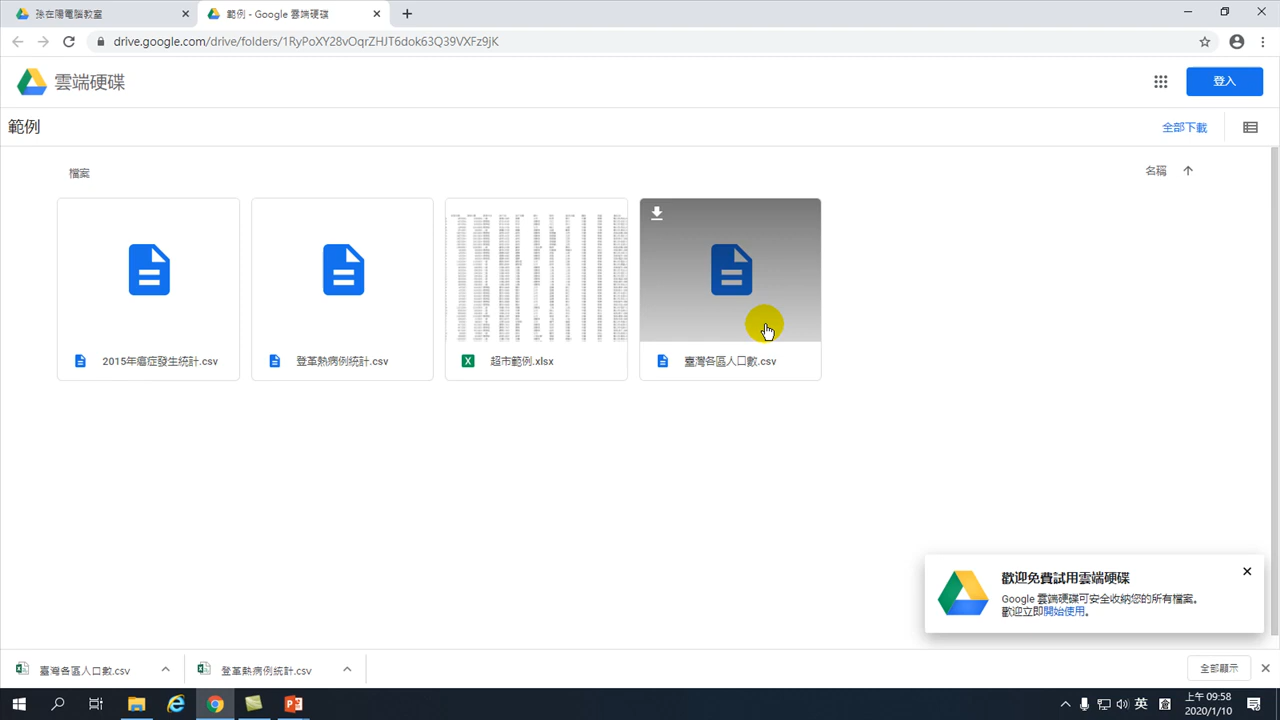 孫在陽電腦教室
範例 - Google 雲端硬碟
drive.google.com/drive/folders/1RyPoXY28vOqrZHJT6dok63Q39VXFz9jK
雲端硬碟
登入
範例
全部下載
檔案
名稱
2015年癌症發生統計.csv
登革熱病例統計.csv
超市範例.xlsx
臺灣各區人口數.csv
歡迎免費試用雲端硬碟
Google 雲端硬碟可安全收納您的所有檔案。
歡迎立即開始使用。
臺灣各區人口數.csv
登革熱病例統計.csv
全部顯示
英
上午 09:58
2020/1/10